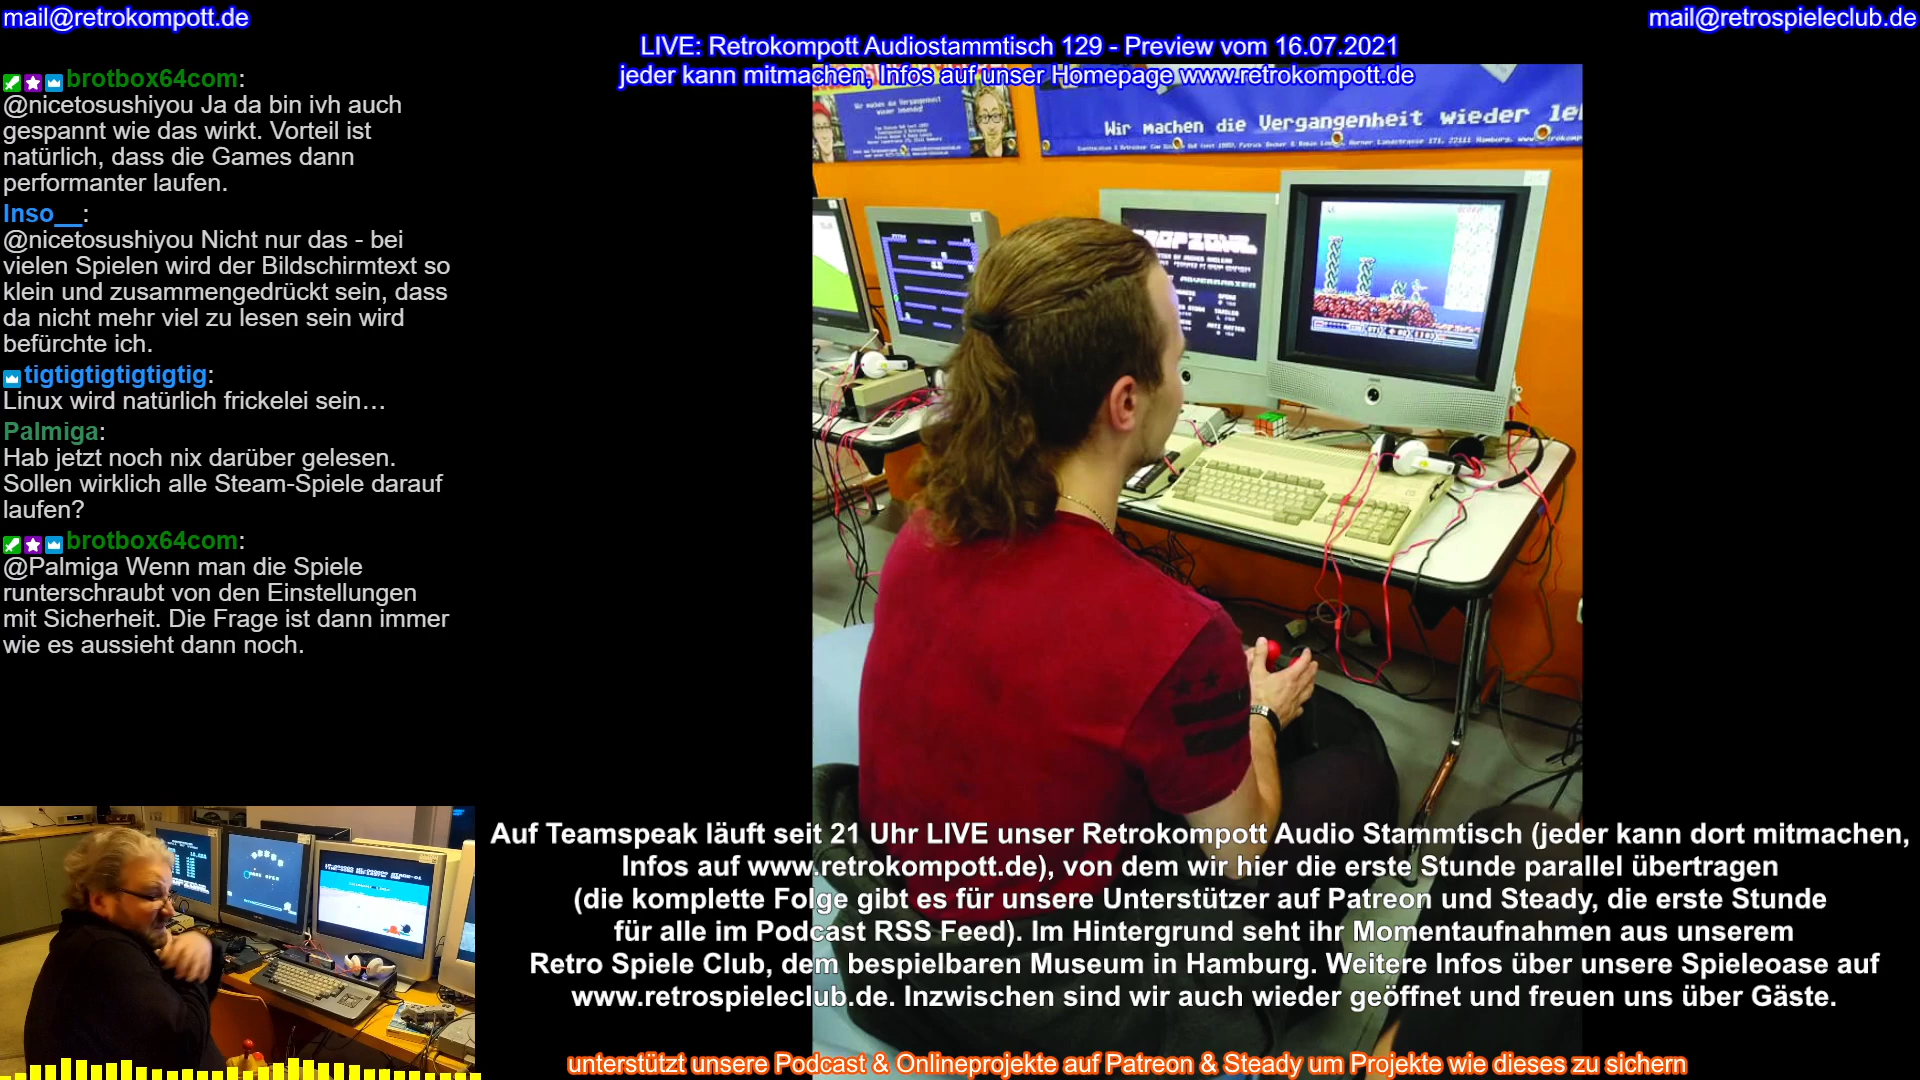 mail@retrokompott.de
mail@retrospieleclub.de
LIVE: Retrokompott Audiostammtisch 129 - Preview vom 16.07.2021
jeder kann mitmachen, Infos auf unser Homepage www.retrokompott.de
brotbox64com:
@nicetosushiyou Ja da bin ivh auch
gespannt wie das wirkt. Vorteil ist
natürlich, dass die Games dann
performanter laufen.
Inso__:
@nicetosushiyou Nicht nur das - bei
vielen Spielen wird der Bildschirmtext so
klein und zusammengedrückt sein, dass
da nicht mehr viel zu lesen sein wird
befürchte ich.
tigtigtigtigtigtig:
Linux wird natürlich frickelei sein…
Palmiga:
Hab jetzt noch nix darüber gelesen.
Sollen wirklich alle Steam-Spiele darauf
laufen?
brotbox64com:
@Palmiga Wenn man die Spiele
runterschraubt von den Einstellungen
mit Sicherheit. Die Frage ist dann immer
wie es aussieht dann noch.
Wir machen die Vergangenheit
wieder
Wir machen die Vergangenheit wieder
DROPZONE
Auf Teamspeak läuft seit 21 Uhr LIVE unser Retrokompott Audio Stammtisch (jeder kann dort mitmachen,
Infos auf www.retrokompott.de), von dem wir hier die erste Stunde parallel übertragen
(die komplette Folge gibt es für unsere Unterstützer auf Patreon und Steady, die erste Stunde
für alle im Podcast RSS Feed). Im Hintergrund seht ihr Momentaufnahmen aus unserem
Retro Spiele Club, dem bespielbaren Museum in Hamburg. Weitere Infos über unsere Spieleoase auf
www.retrospieleclub.de. Inzwischen sind wir auch wieder geöffnet und freuen uns über Gäste.
unterstützt unsere Podcast & Onlineprojekte auf Patreon & Steady um Projekte wie dieses zu sichern